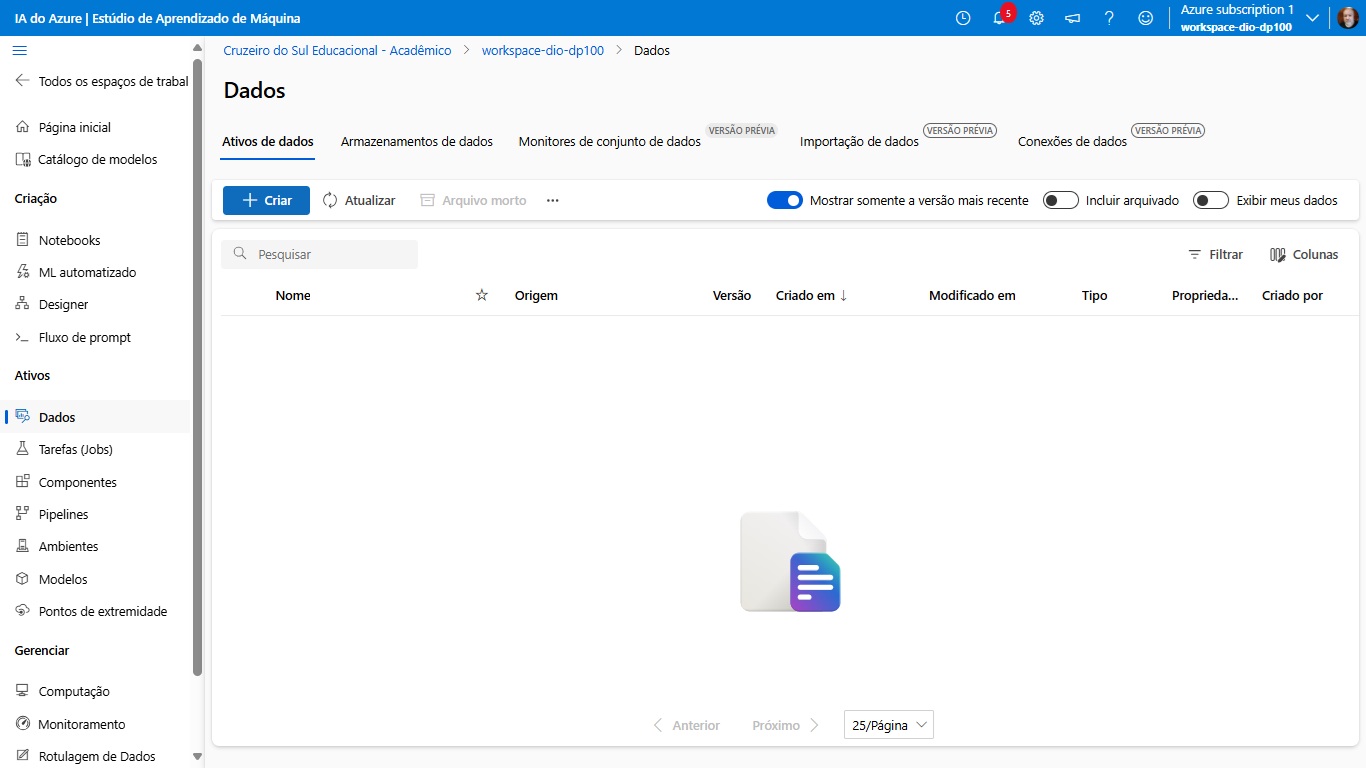 IA do Azure | Estúdio de Aprendizado de Máquina
5
Azure subscription 1
workspace-dio-dp100
Todos os espaços de trabal
Página inicial
Catálogo de modelos
Criação
Notebooks
ML automatizado
Designer
Fluxo de prompt
Ativos
Dados
Tarefas (Jobs)
Componentes
Pipelines
Ambientes
Modelos
Pontos de extremidade
Gerenciar
Computação
Monitoramento
Rotulagem de Dados
Cruzeiro do Sul Educacional - Acadêmico > workspace-dio-dp100 > Dados
Dados
Ativos de dados
Armazenamentos de dados
Monitores de conjunto de dados VERSÃO PRÉVIA
Importação de dados VERSÃO PRÉVIA
Conexões de dados VERSÃO PRÉVIA
Criar Atualizar Arquivo morto ... Mostrar somente a versão mais recente Incluir arquivado Exibir meus dados
Pesquisar Filtrar Colunas
Nome Origem Versão Criado em ↓ Modificado em Tipo Proprieda... Criado por
Anterior Próximo 25/Página